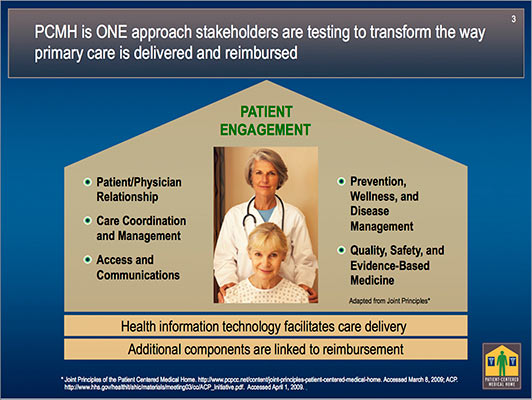 3
PCMH is ONE approach stakeholders are testing to transform the way
primary care is delivered and reimbursed
PATIENT
ENGAGEMENT
Patient/Physician
Relationship
Care Coordination
and Management
Access and
Communications
Prevention,
Wellness, and
Disease
Management
Quality, Safety, and
Evidence-Based
Medicine
Adapted from Joint Principles*
Health information technology facilitates care delivery
Additional components are linked to reimbursement
* Joint Principles of the Patient Centered Medical Home. http://www.pcpcc.net/content/joint-principles-patient-centered-medical-home. Accessed March 8, 2009; ACP.
http://www.hhs.gov/healthit/ahic/materials/meeting03/cc/ACP_Initiative.pdf. Accessed April 1, 2009.
PATIENT-CENTERED
MEDICAL HOME